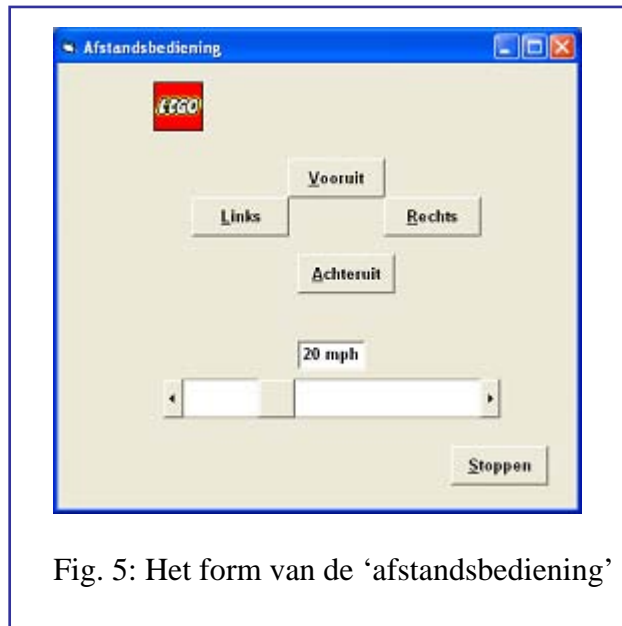 Afstandsbediening
LEGO
Vooruit
Links
Rechts
Achteruit
20 mph
Stoppen
Fig. 5: Het form van de ‘afstandsbediening’